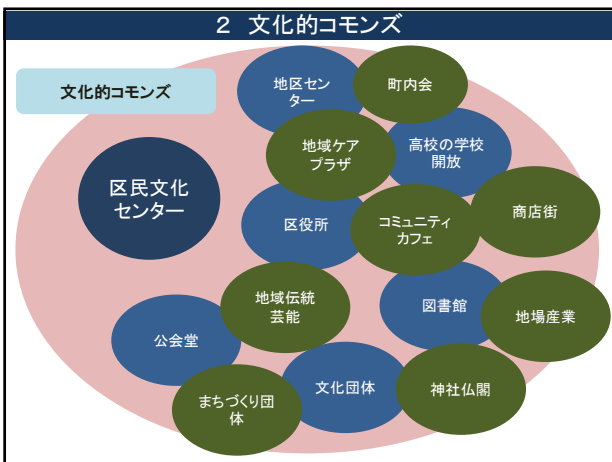 ２　文化的コモンズ
文化的コモンズ
地区セン
ター
町内会
地域ケア
プラザ
高校の学校
開放
区民文化
センター
区役所
コミュニティ
カフェ
商店街
地域伝統
芸能
図書館
地場産業
公会堂
文化団体
神社仏閣
まちづくり団
体